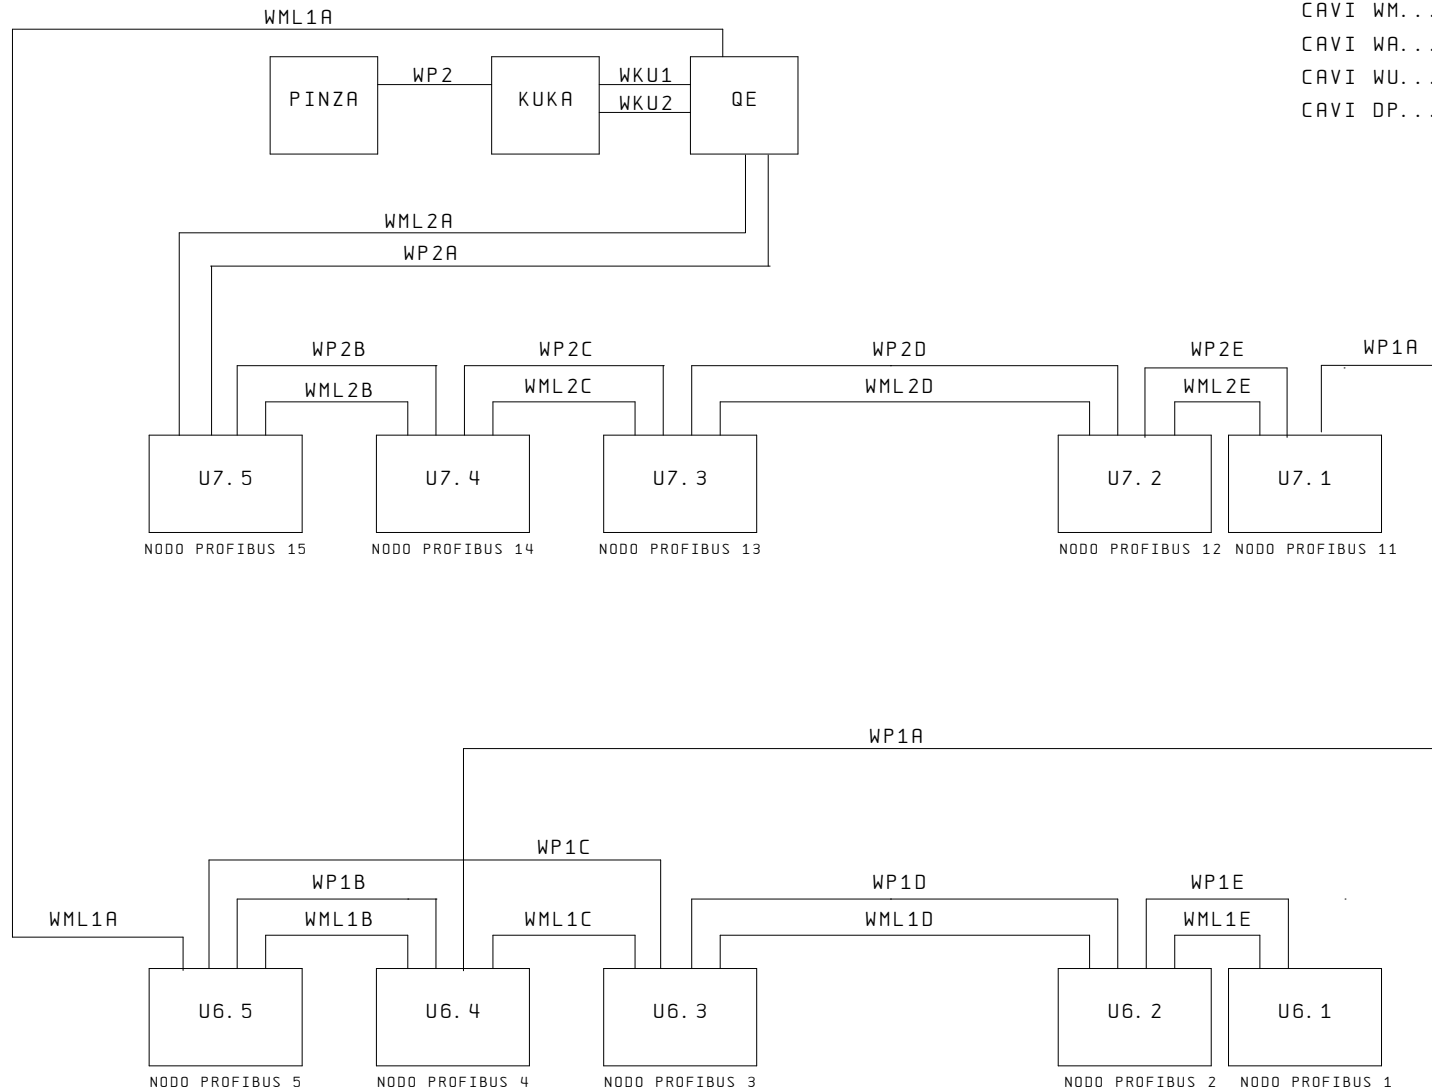 WML1A
CAVI WM...
CAVI WA...
CAVI WU...
CAVI DP...
PINZA
WP2
KUKA
WKU1
WKU2
QE
WML2A
WP2A
WP2B
WP2C
WP2D
WP2E
WP1A
WML2B
WML2C
WML2D
WML2E
U7.5
U7.4
U7.3
U7.2
U7.1
NODO PROFIBUS 15
NODO PROFIBUS 14
NODO PROFIBUS 13
NODO PROFIBUS 12
NODO PROFIBUS 11
WP1A
WP1C
WP1B
WP1D
WP1E
WML1A
WML1B
WML1C
WML1D
WML1E
U6.5
U6.4
U6.3
U6.2
U6.1
NODO PROFIBUS 5
NODO PROFIBUS 4
NODO PROFIBUS 3
NODO PROFIBUS 2
NODO PROFIBUS 1